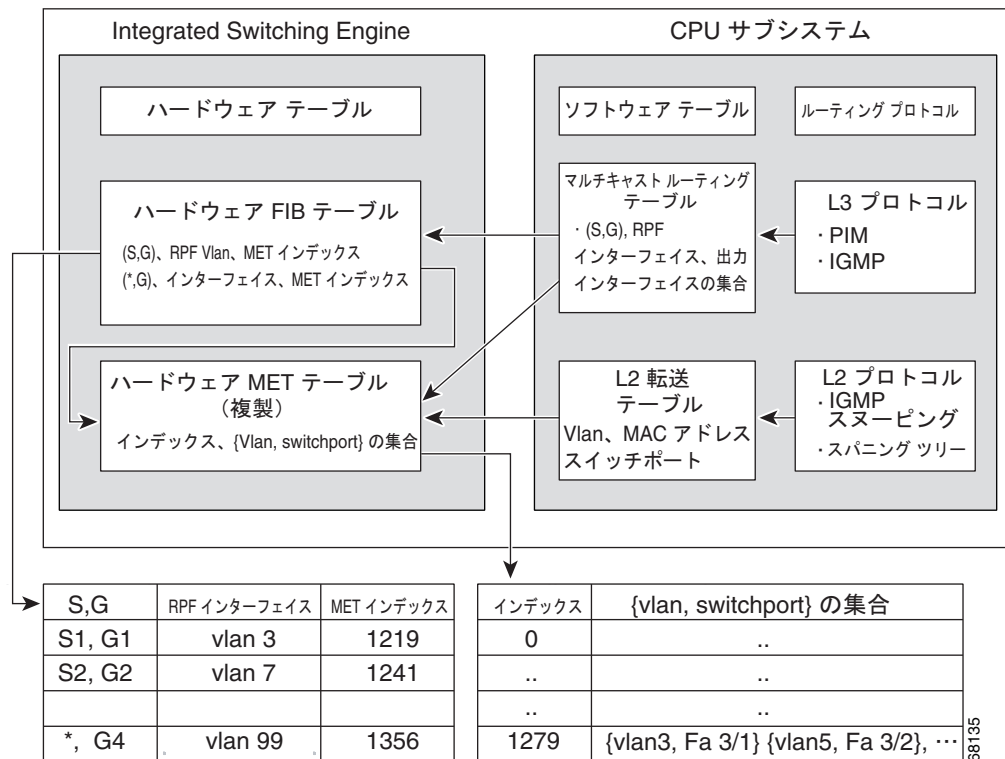 Integrated Switching Engine
CPU サブシステム
ハードウェア テーブル
ソフトウェア テーブル
ルーティング プロトコル
ハードウェア FIB テーブル
(S,G)、RPF Vlan、MET インデックス
(*,G)、インターフェイス、MET インデックス
マルチキャスト ルーティング
テーブル
· (S,G), RPF
インターフェイス、出力
インターフェイスの集合
L3 プロトコル
· PIM
· IGMP
ハードウェア MET テーブル
（複製）
インデックス、{Vlan, switchport} の集合
L2 転送
テーブル
Vlan、MAC アドレス
スイッチポート
L2 プロトコル
· IGMP
スヌーピング
· スパニング ツリー
S,G RPF インターフェイス MET インデックス
S1, G1 vlan 3 1219
S2, G2 vlan 7 1241
*, G4 vlan 99 1356
インデックス {vlan, switchport} の集合
0 ..
.. ..
.. ..
1279 {vlan3, Fa 3/1} {vlan5, Fa 3/2}, …
68135